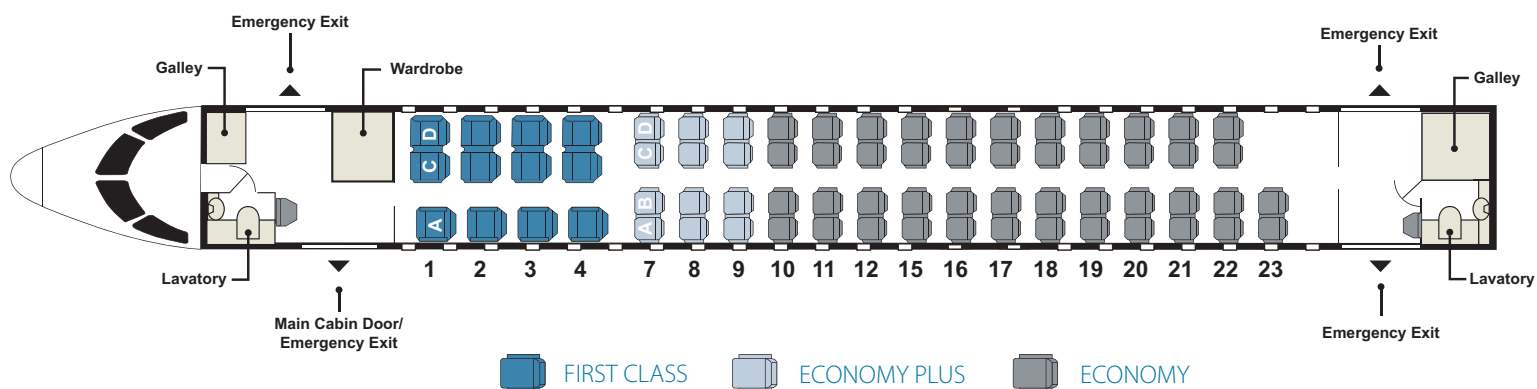 Emergency Exit
Emergency Exit
Galley
Wardrobe
Galley
D
C
A
D
C
B
A
1 2 3 4 7 8 9 10 11 12 15 16 17 18 19 20 21 22 23
Lavatory
Lavatory
Main Cabin Door/
Emergency Exit
Emergency Exit
FIRST CLASS
ECONOMY PLUS
ECONOMY